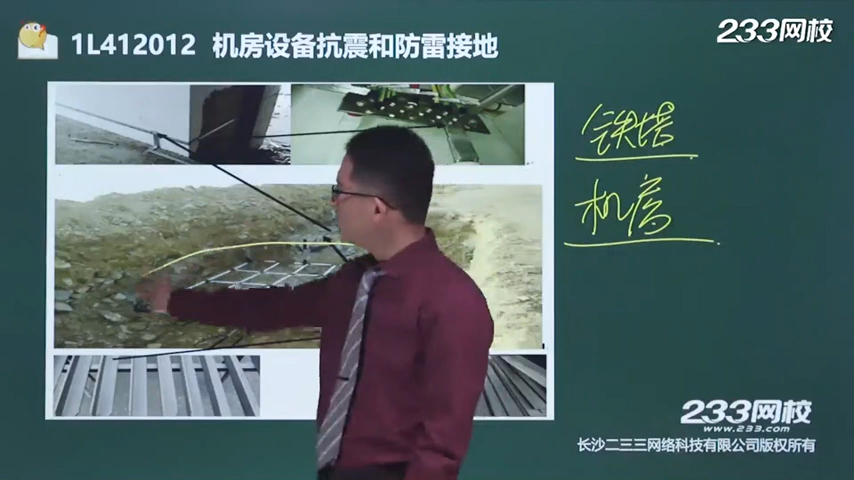 1L412012 机房设备抗震和防雷接地
233网校
铁塔
机房
233网校
www.233.com
长沙二三三网络科技有限公司版权所有